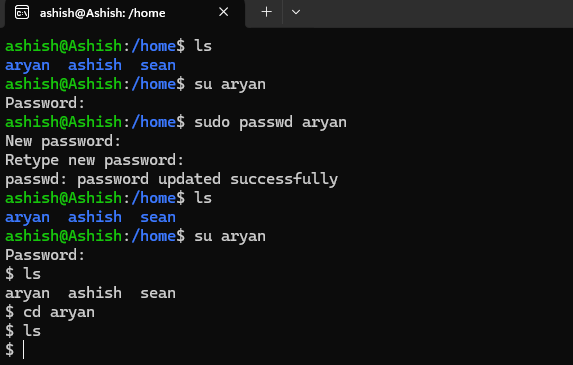 ashish@Ashish: /home
ashish@Ashish:/home$ ls
aryan  ashish  sean
ashish@Ashish:/home$ su aryan
Password:
ashish@Ashish:/home$ sudo passwd aryan
New password:
Retype new password:
passwd: password updated successfully
ashish@Ashish:/home$ ls
aryan  ashish  sean
ashish@Ashish:/home$ su aryan
Password:
$ ls
aryan  ashish  sean
$ cd aryan
$ ls
$